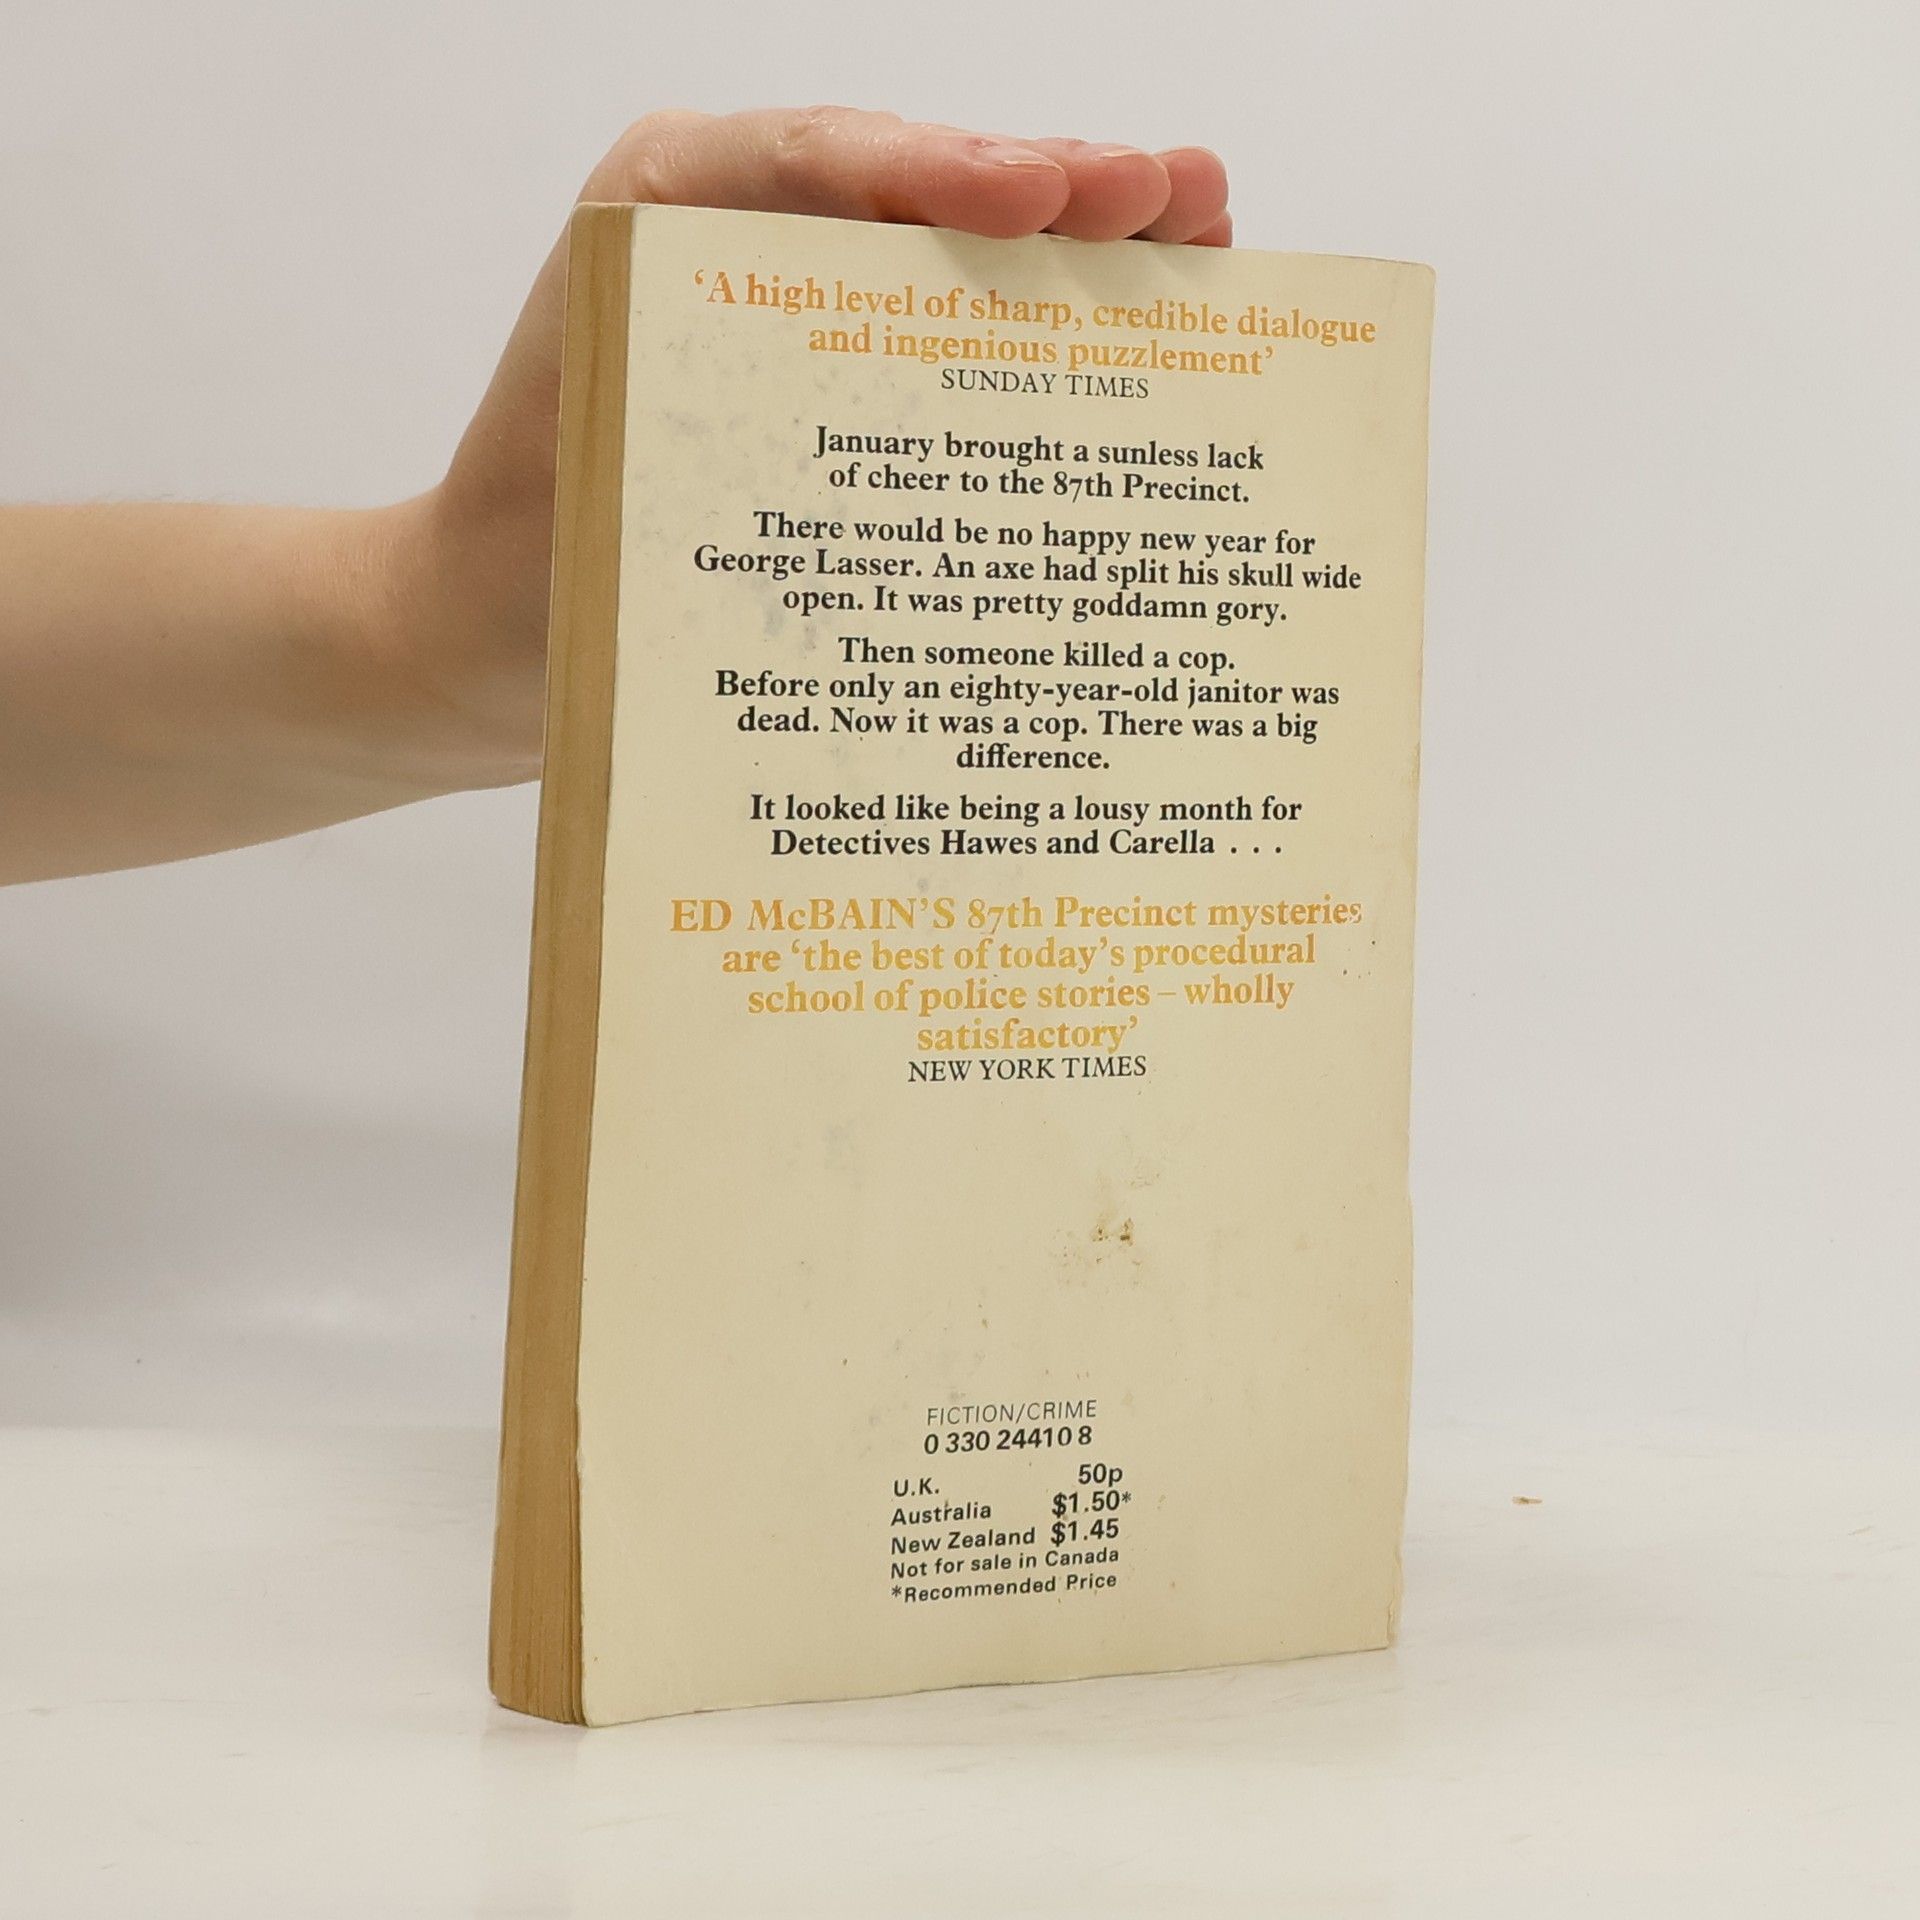 ‘A high level of sharp, credible dialogue
and ingenious puzzlement’
SUNDAY TIMES
January brought a sunless lack
of cheer to the 87th Precinct.
There would be no happy new year for
George Lasser. An axe had split his skull wide
open. It was pretty goddamn gory.
Then someone killed a cop.
Before only an eighty-year-old janitor was
dead. Now it was a cop. There was a big
difference.
It looked like being a lousy month for
Detectives Hawes and Carella . . .
ED McBAIN’S 87th Precinct mysteries
are ‘the best of today’s procedural
school of police stories – wholly
satisfactory’
NEW YORK TIMES
FICTION/CRIME
0 330 24410 8
U.K. 50p
Australia $1.50*
New Zealand $1.45
Not for sale in Canada
*Recommended Price